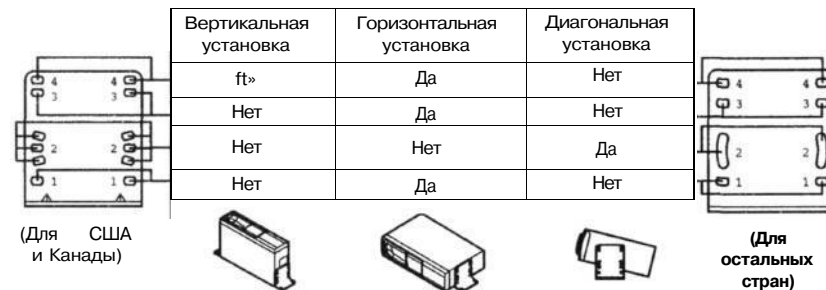 Вертикальная установка
Горизонтальная установка
Диагональная установка
ft» Да Нет
Нет Да Нет
Нет Нет Да
Нет Да Нет
4 4
3 3
2 2
1 1
(Для США
и Канады)
4 4
3 3
2 2
1 1
(Для
остальных
стран)